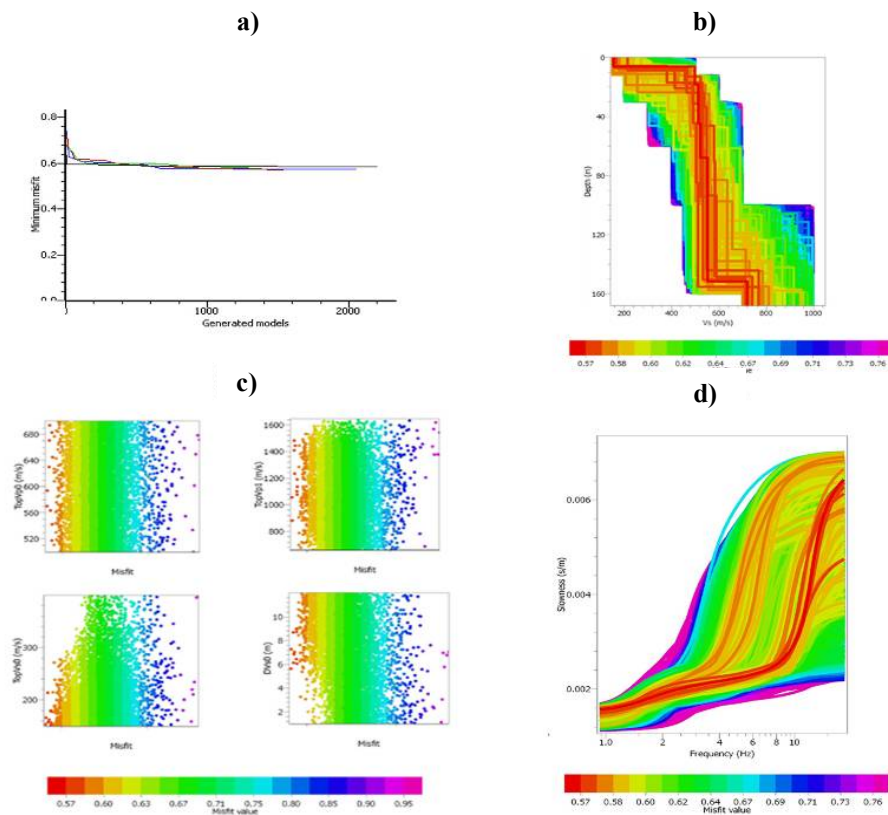 a)
0.8
0.6
0.4
0.2
0.0
Minimum misfit
1000
2000
Generated models
b)
0
40
80
120
160
Depth (m)
200
400
600
800
1000
Vs (m/s)
0.57 0.58 0.60 0.62 0.64 0.67 0.69 0.71 0.73 0.76
c)
680
640
600
560
520
TopVp0 (m/s)
Misfit
1600
1400
1200
1000
800
TopVp1 (m/s)
Misfit
300
200
TopVs0 (m/s)
Misfit
10
8
6
4
2
DVs0 (m)
Misfit
0.57 0.60 0.63 0.67 0.71 0.75 0.80 0.85 0.90 0.95
Misfit value
d)
0.006
0.004
0.002
Slowness (s/m)
1.0
2
4
6
8
10
Frequency (Hz)
0.57 0.58 0.60 0.62 0.64 0.67 0.69 0.71 0.73 0.76
Misfit value